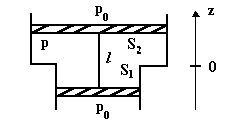 p₀ z
p l S₂
S₁ 0
p₀